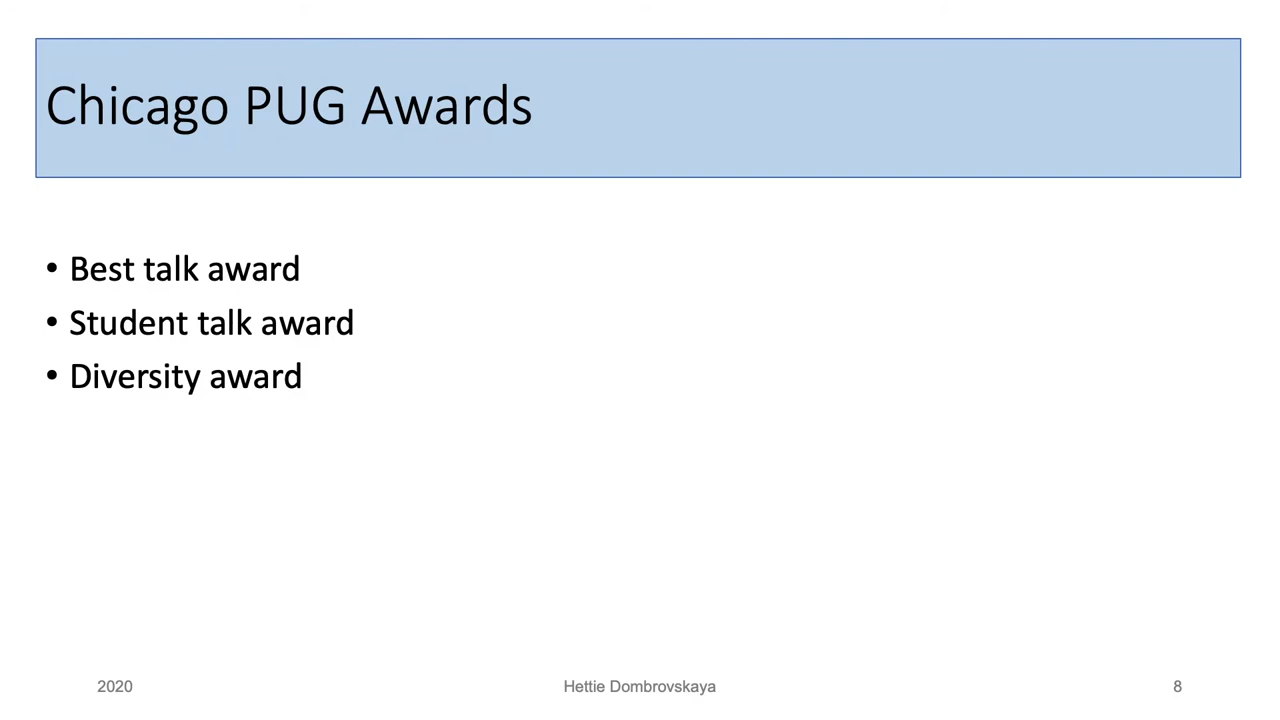 Chicago PUG Awards
• Best talk award
• Student talk award
• Diversity award
2020 Hettie Dombrovskaya 8